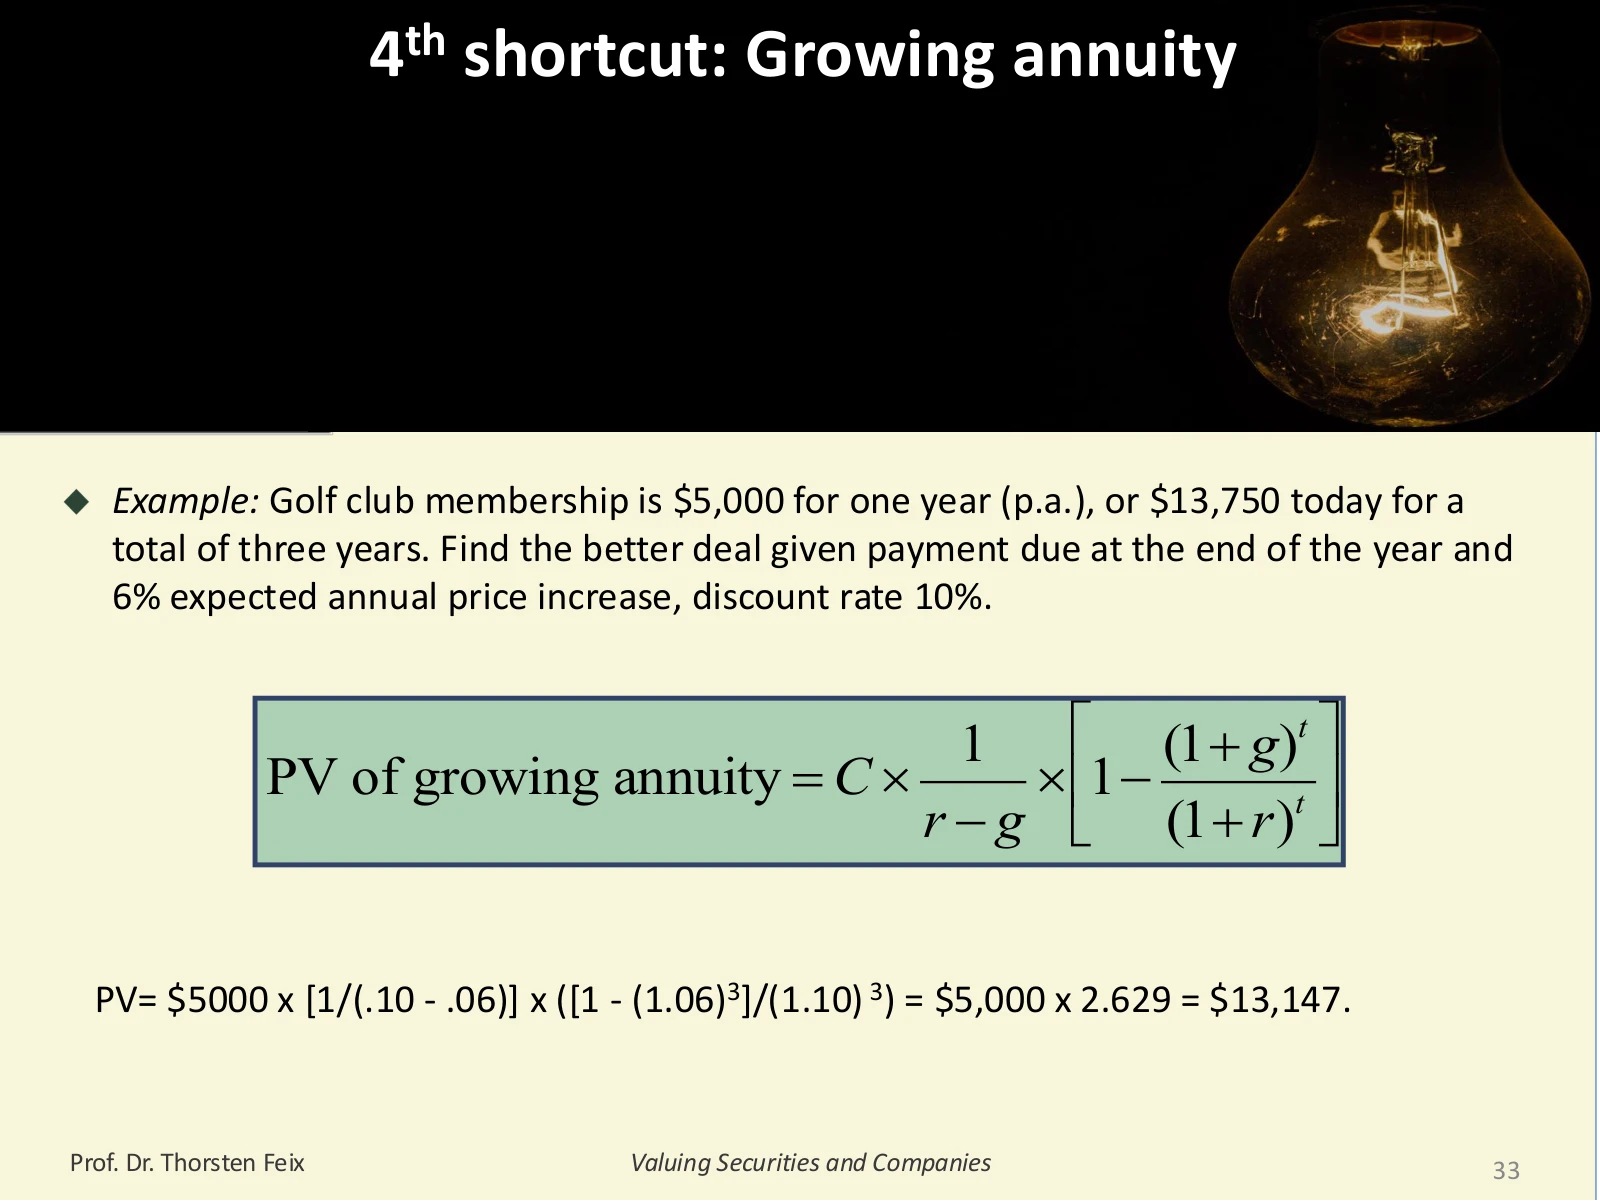 4th shortcut: Growing annuity
◆ Example: Golf club membership is $5,000 for one year (p.a.), or $13,750 today for a
total of three years. Find the better deal given payment due at the end of the year and
6% expected annual price increase, discount rate 10%.
PV of growing annuity = C × 1/(r − g) × [1 − (1 + g)^t/(1 + r)^t]
PV= $5000 x [1/(.10 - .06)] x ([1 - (1.06)³]/(1.10) ³) = $5,000 x 2.629 = $13,147.
Prof. Dr. Thorsten Feix Valuing Securities and Companies 33